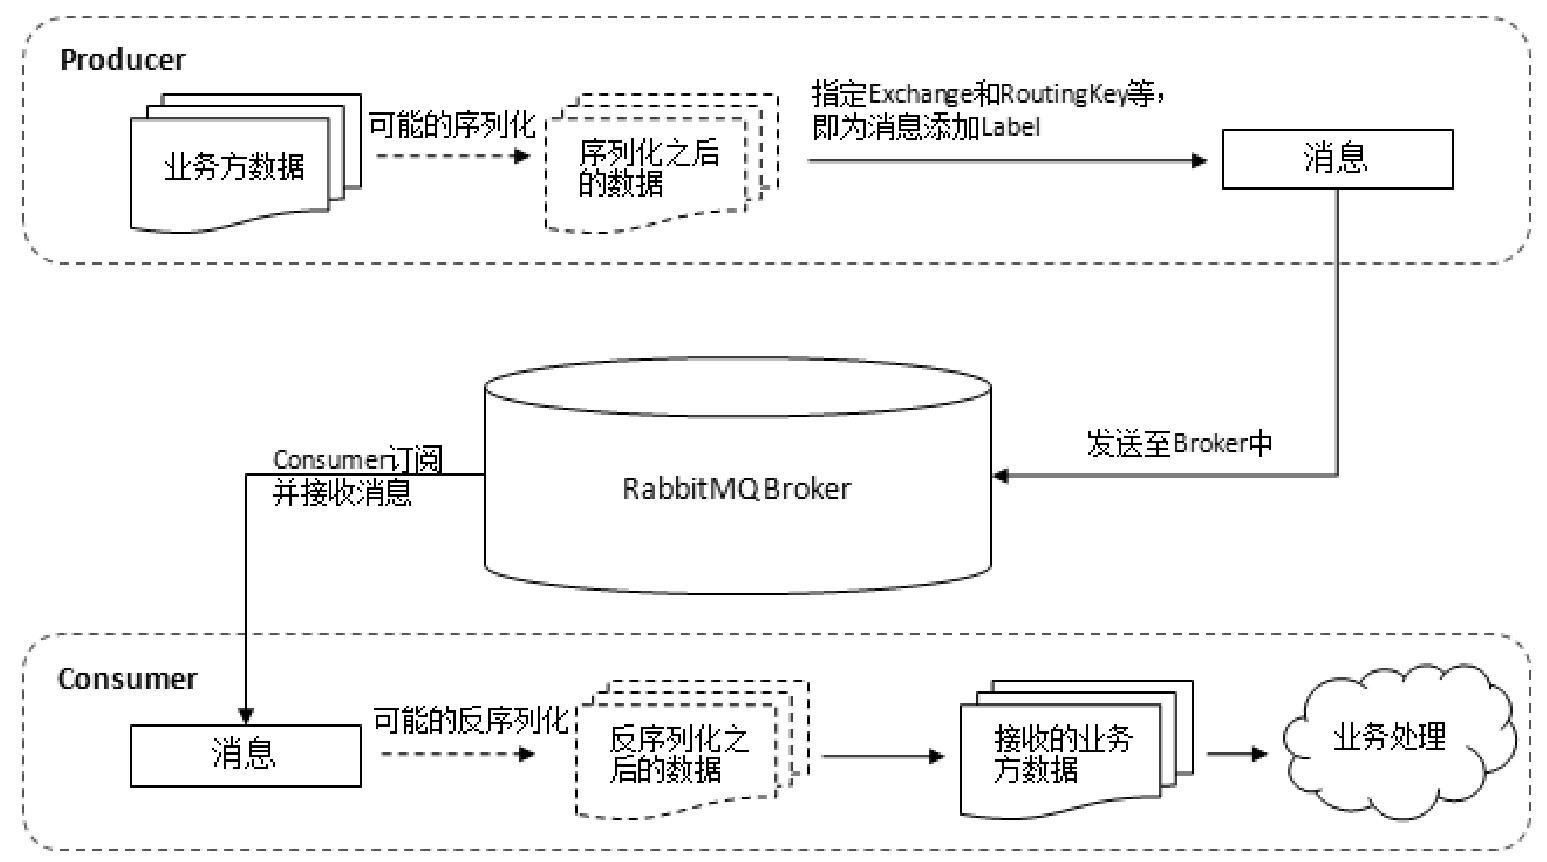 Producer
业务方数据
可能的序列化
序列化之后
的数据
指定Exchange和RoutingKey等，
即为消息添加Label
消息
发送至Broker中
RabbitMQ Broker
Consumer订阅
并接收消息
Consumer
消息
可能的反序列化
反序列化之
后的数据
接收的业务
方数据
业务处理